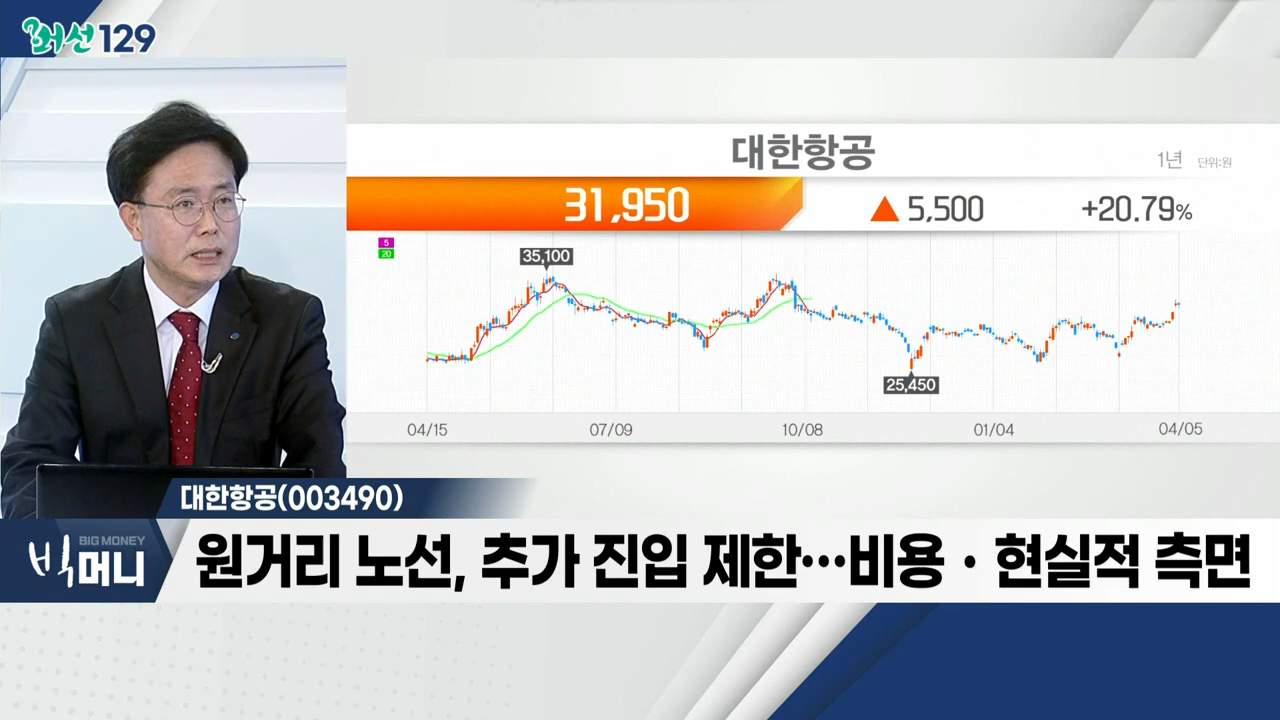 머선129
대한항공
1년 단위:원
31,950 ▲ 5,500 +20.79%
5
20
35,100
25,450
04/15 07/09 10/08 01/04 04/05
대한항공(003490)
BIG MONEY
빅머니
원거리 노선, 추가 진입 제한…비용·현실적 측면